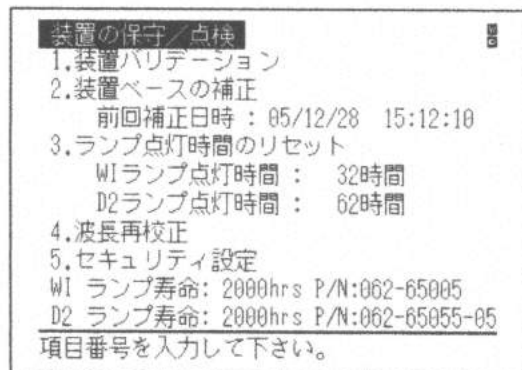 装置の保守/点検
1.装置バリデーション
2.装置ベースの補正
前回補正日時 : 05/12/28 15:12:10
3.ランプ点灯時間のリセット
WIランプ点灯時間 : 32時間
D2ランプ点灯時間 : 62時間
4.波長再校正
5.セキュリティ設定
WI ランプ寿命: 2000hrs P/N:062-65005
D2 ランプ寿命: 2000hrs P/N:062-65055-05
項目番号を入力して下さい。